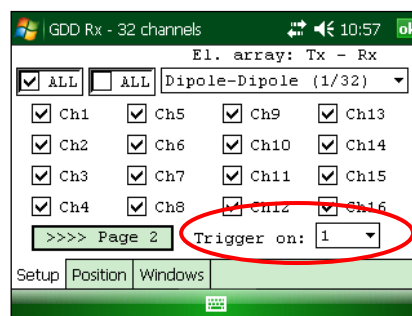 GDD Rx - 32 channels 10:57 ok
El. array: Tx - Rx
ALL ALL Dipole-Dipole (1/32)
Ch1 Ch5 Ch9 Ch13
Ch2 Ch6 Ch10 Ch14
Ch3 Ch7 Ch11 Ch15
Ch4 Ch8 Ch12 Ch16
>>>> Page 2 Trigger on: 1
Setup Position Windows